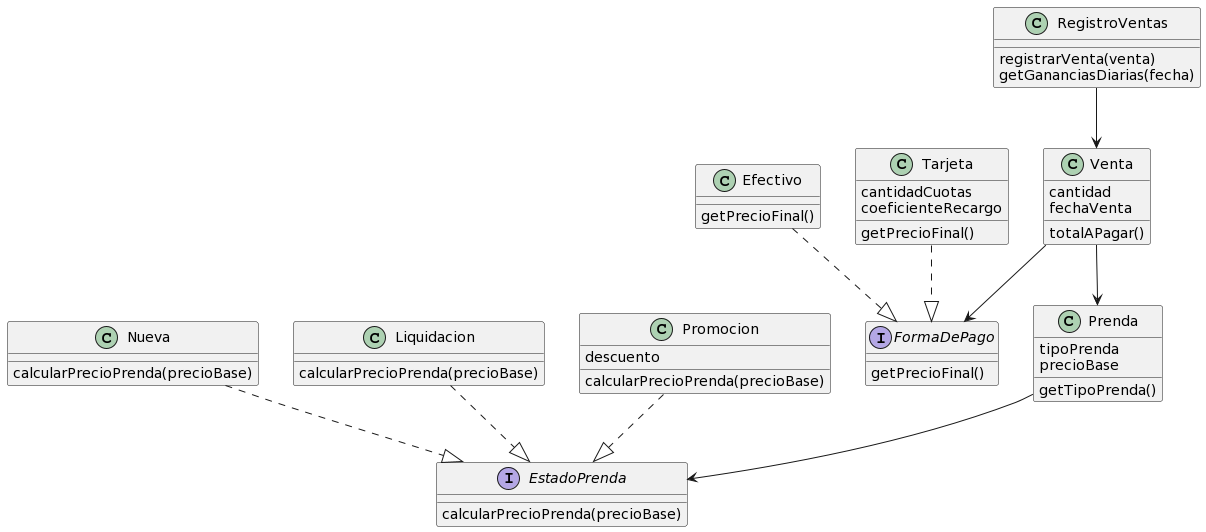 C RegistroVentas
registrarVenta(venta)
getGananciasDiarias(fecha)
C Efectivo
getPrecioFinal()
C Tarjeta
cantidadCuotas
coeficienteRecargo
getPrecioFinal()
C Venta
cantidad
fechaVenta
totalAPagar()
C Nueva
calcularPrecioPrenda(precioBase)
C Liquidacion
calcularPrecioPrenda(precioBase)
C Promocion
descuento
calcularPrecioPrenda(precioBase)
I FormaDePago
getPrecioFinal()
C Prenda
tipoPrenda
precioBase
getTipoPrenda()
I EstadoPrenda
calcularPrecioPrenda(precioBase)